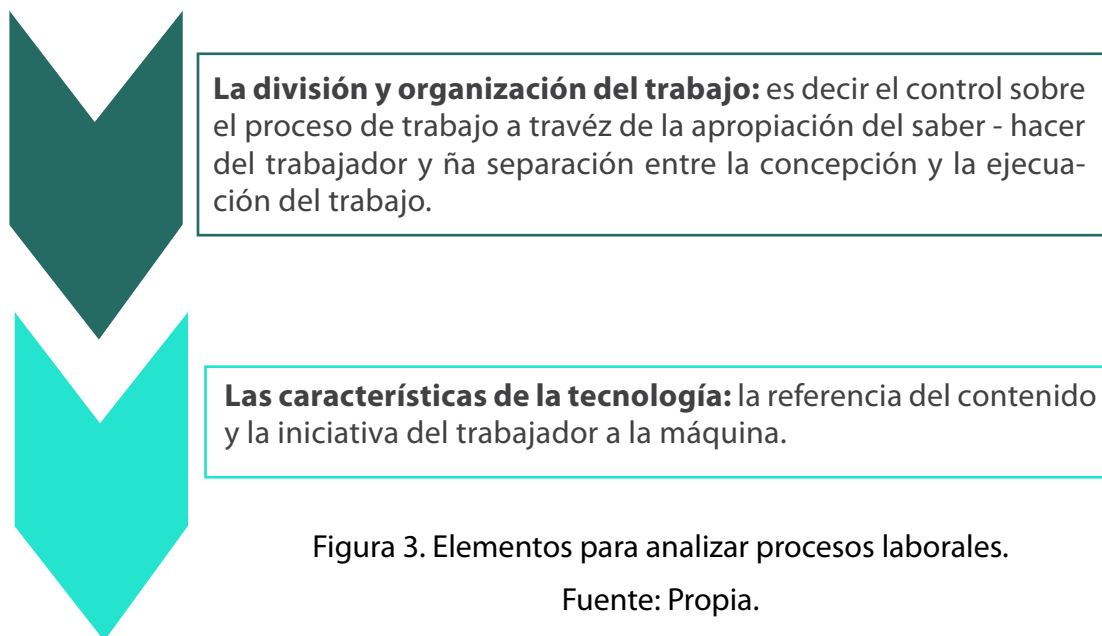 La división y organización del trabajo: es decir el control sobre
el proceso de trabajo a travéz de la apropiación del saber - hacer
del trabajador y ña separación entre la concepción y la ejecua-
ción del trabajo.
Las características de la tecnología: la referencia del contenido
y la iniciativa del trabajador a la máquina.
Figura 3. Elementos para analizar procesos laborales.
Fuente: Propia.